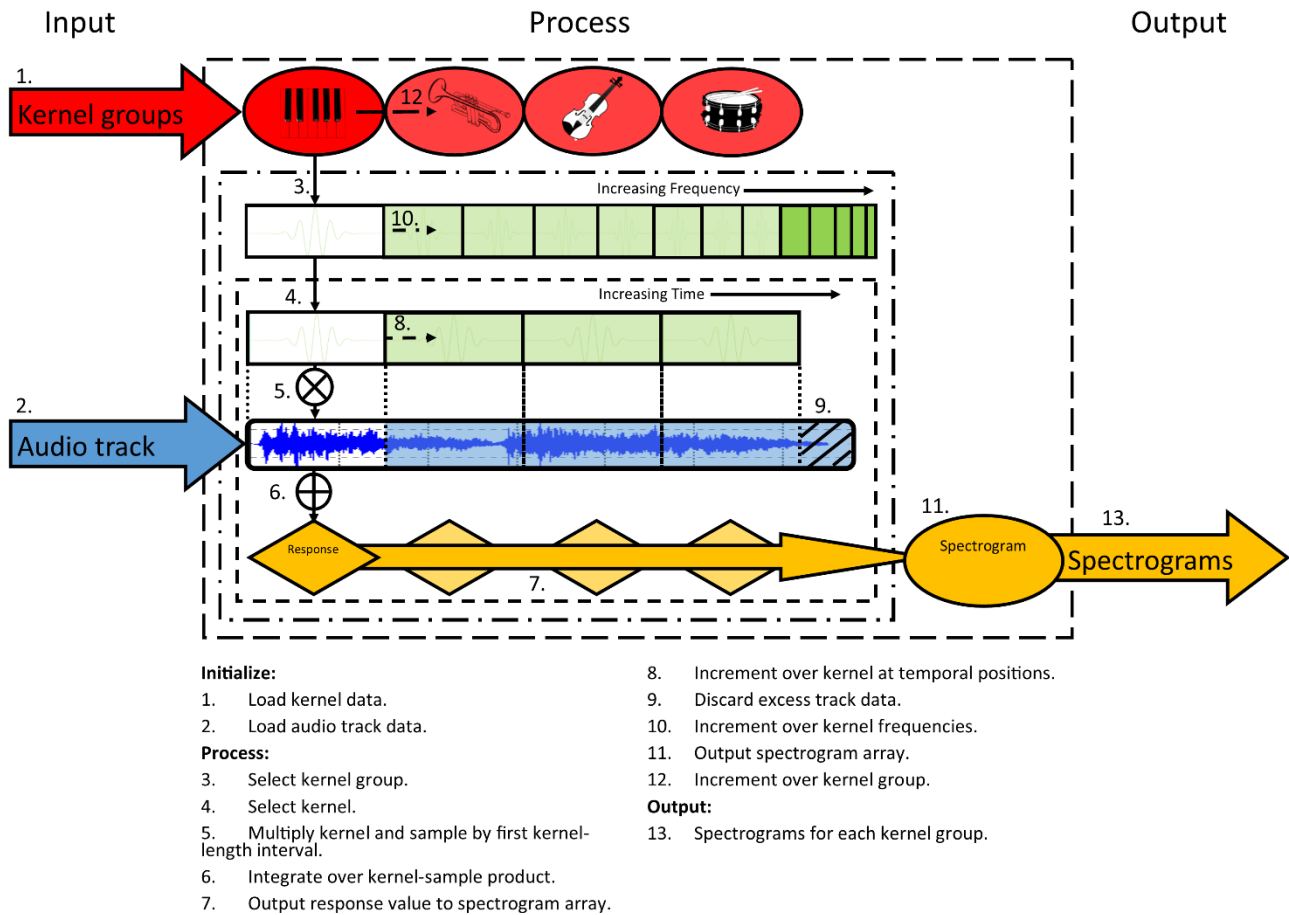 Input
Process
Output
1.
Kernel groups
12
3.
Increasing Frequency
10.
4.
Increasing Time
8.
5.
2.
9.
Audio track
6.
11.
13.
Response
Spectrogram
Spectrograms
7.
Initialize:
1. Load kernel data.
2. Load audio track data.
Process:
3. Select kernel group.
4. Select kernel.
5. Multiply kernel and sample by first kernel-
length interval.
6. Integrate over kernel-sample product.
7. Output response value to spectrogram array.
8. Increment over kernel at temporal positions.
9. Discard excess track data.
10. Increment over kernel frequencies.
11. Output spectrogram array.
12. Increment over kernel group.
Output:
13. Spectrograms for each kernel group.